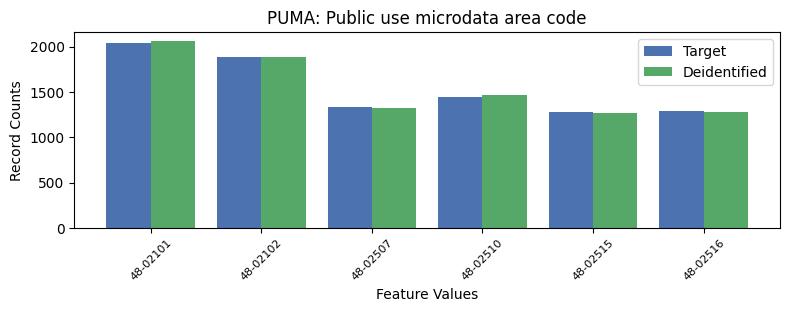 PUMA: Public use microdata area code
Record Counts
2000
1500
1000
500
0
Target
Deidentified
48-02101
48-02102
48-02507
48-02510
48-02515
48-02516
Feature Values